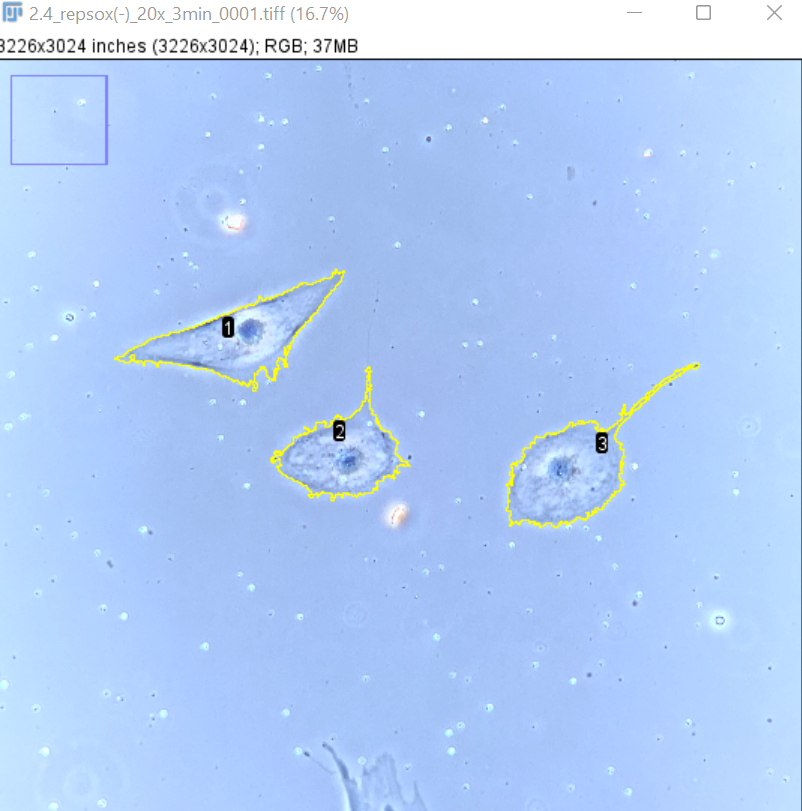 2.4_repsox(-)_20x_3min_0001.tiff (16.7%)
3226x3024 inches (3226x3024); RGB; 37MB
1
2
3